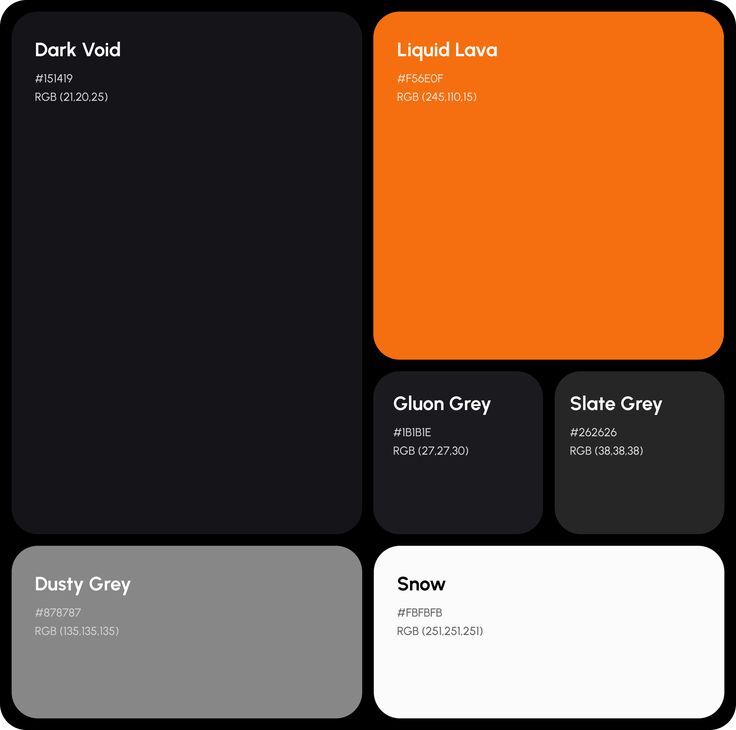 Dark Void
#151419
RGB (21,20,25)
Liquid Lava
#F56E0F
RGB (245,110,15)
Gluon Grey
#1B1B1E
RGB (27,27,30)
Slate Grey
#262626
RGB (38,38,38)
Dusty Grey
#878787
RGB (135,135,135)
Snow
#FBFBFB
RGB (251,251,251)